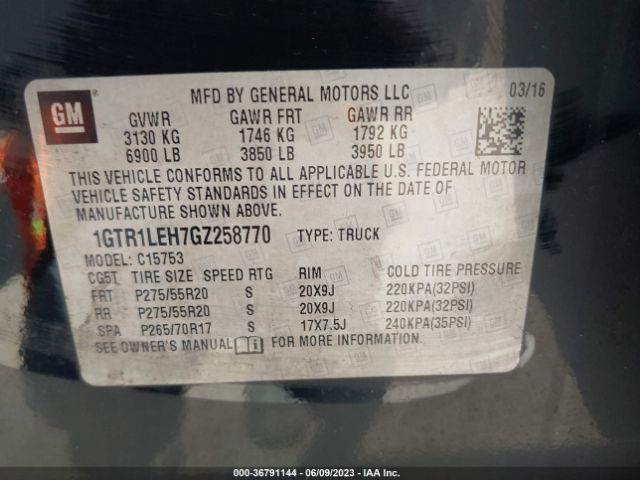 GM
®
MFD BY GENERAL MOTORS LLC 03/16
GVWR GAWR FRT GAWR RR
3130 KG 1746 KG 1792 KG
6900 LB 3850 LB 3950 LB
THIS VEHICLE CONFORMS TO ALL APPLICABLE U.S. FEDERAL MOTOR
VEHICLE SAFETY STANDARDS IN EFFECT ON THE DATE OF
MANUFACTURE SHOWN ABOVE.
1GTR1LEH7GZ258770 TYPE: TRUCK
MODEL: C15753
CG5T TIRE SIZE SPEED RTG RIM COLD TIRE PRESSURE
FRT P275/55R20 S 20X9J 220KPA(32PSI)
RR P275/55R20 S 20X9J 220KPA(32PSI)
SPA P265/70R17 S 17X7.5J 240KPA(35PSI)
SEE OWNER'S MANUAL FOR MORE INFORMATION.
000-36791144 / 06/09/2023 - IAA Inc.